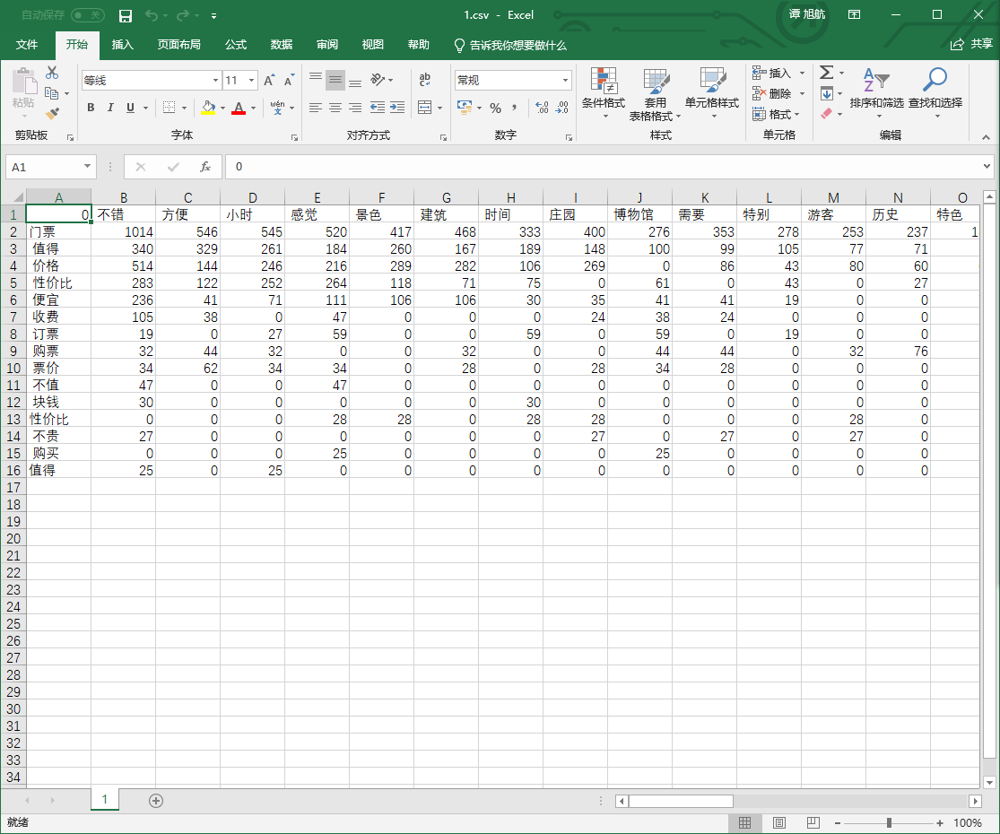 自动保存 关 1.csv - Excel 谭 旭航
文件 开始 插入 页面布局 公式 数据 审阅 视图 帮助 告诉我你想要做什么 共享
粘贴 等线 11 A A ab 常规 条件格式 套用 表格格式 单元格样式 插入 删除 格式 Σ 排序和筛选 查找和选择
B I U A wén 文 % ,
剪贴板 字体 对齐方式 数字 样式 单元格 编辑
A1 fx 0
A B C D E F G H I J K L M N O
1 0 不错 方便 小时 感觉 景色 建筑 时间 庄园 博物馆 需要 特别 游客 历史 特色
2 门票 1014 546 545 520 417 468 333 400 276 353 278 253 237 1
3 值得 340 329 261 184 260 167 189 148 100 99 105 77 71
4 价格 514 144 246 216 289 282 106 269 0 86 43 80 60
5 性价比 283 122 252 264 118 71 75 0 61 0 43 0 27
6 便宜 236 41 71 111 106 106 30 35 41 41 19 0 0
7 收费 105 38 0 47 0 0 0 24 38 24 0 0 0
8 订票 19 0 27 59 0 0 59 0 59 0 19 0 0
9 购票 32 44 32 0 0 32 0 0 44 44 0 32 76
10 票价 34 62 34 34 0 28 0 28 34 28 0 0 0
11 不值 47 0 0 47 0 0 0 0 0 0 0 0 0
12 块钱 30 0 0 0 0 0 30 0 0 0 0 0 0
13 性价比 0 0 0 28 28 0 28 28 0 0 0 28 0
14 不贵 27 0 0 0 0 0 0 27 0 27 0 27 0
15 购买 0 0 0 25 0 0 0 0 25 0 0 0 0
16 值得 25 0 25 0 0 0 0 0 0 0 0 0 0
17
18
19
20
21
22
23
24
25
26
27
28
29
30
31
32
33
34
1
就绪 100%